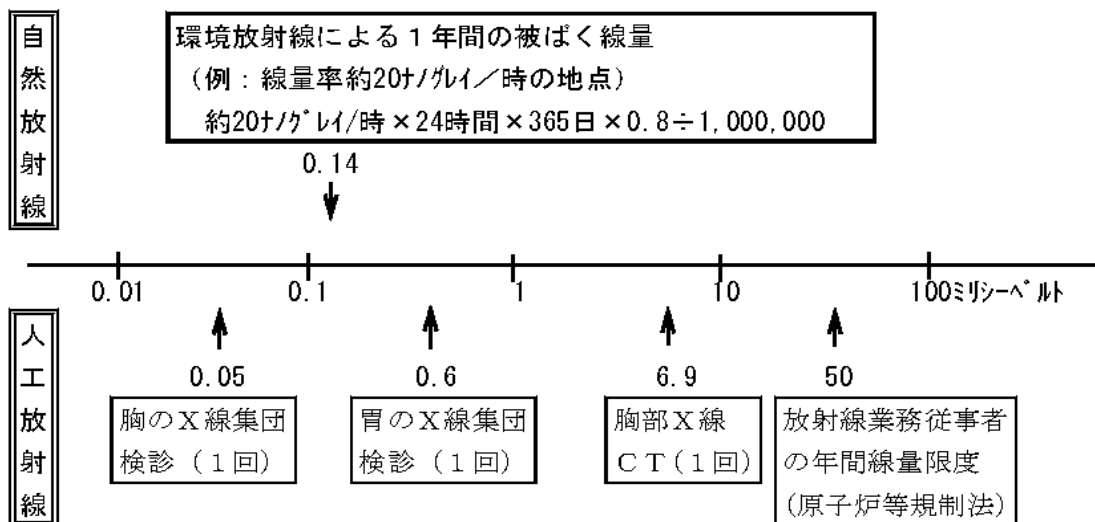 自然放射線
環境放射線による1年間の被ばく線量
(例:線量率約20ﾅﾉｸﾞﾚｲ/時の地点)
約20ﾅﾉｸﾞﾚｲ/時×24時間×365日×0.8÷1,000,000
0.14
0.01 0.1 1 10 100ﾐﾘｼｰﾍﾞﾙﾄ
人工放射線
0.05 0.6 6.9 50
胸のX線集団
検診(1回)
胃のX線集団
検診(1回)
胸部X線
CT(1回)
放射線業務従事者
の年間線量限度
(原子炉等規制法)